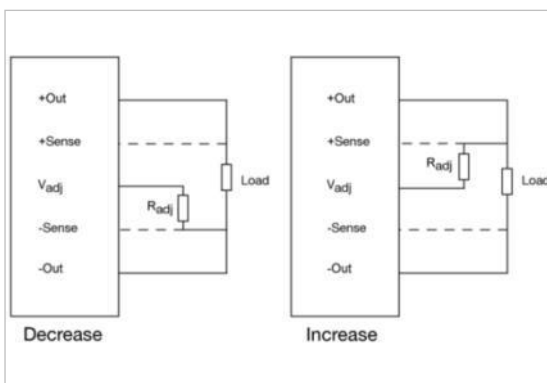 +Out
+Sense
Vadj
Radj
-Sense
-Out
Load
Decrease
+Out
+Sense
Radj
Vadj
-Sense
-Out
Load
Increase